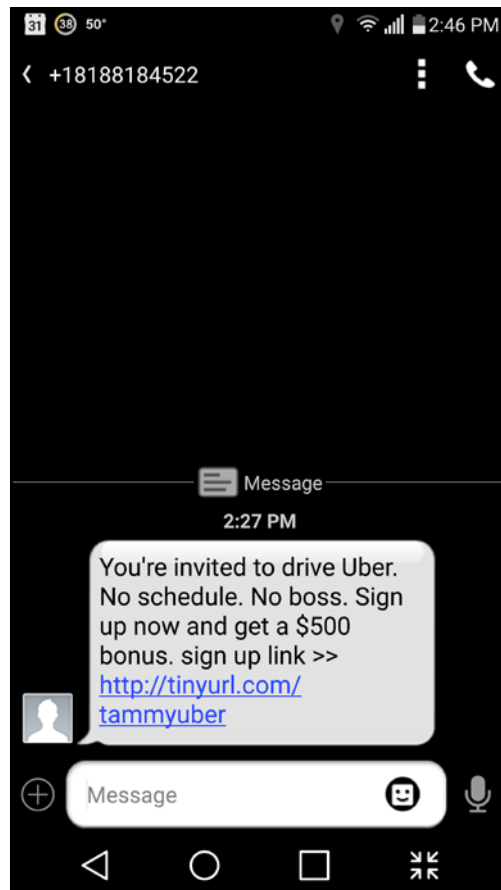 31 38 50° 2:46 PM
+18188184522
Message
2:27 PM
You're invited to drive Uber.
No schedule. No boss. Sign
up now and get a $500
bonus. sign up link >>
http://tinyurl.com/
tammyuber
Message